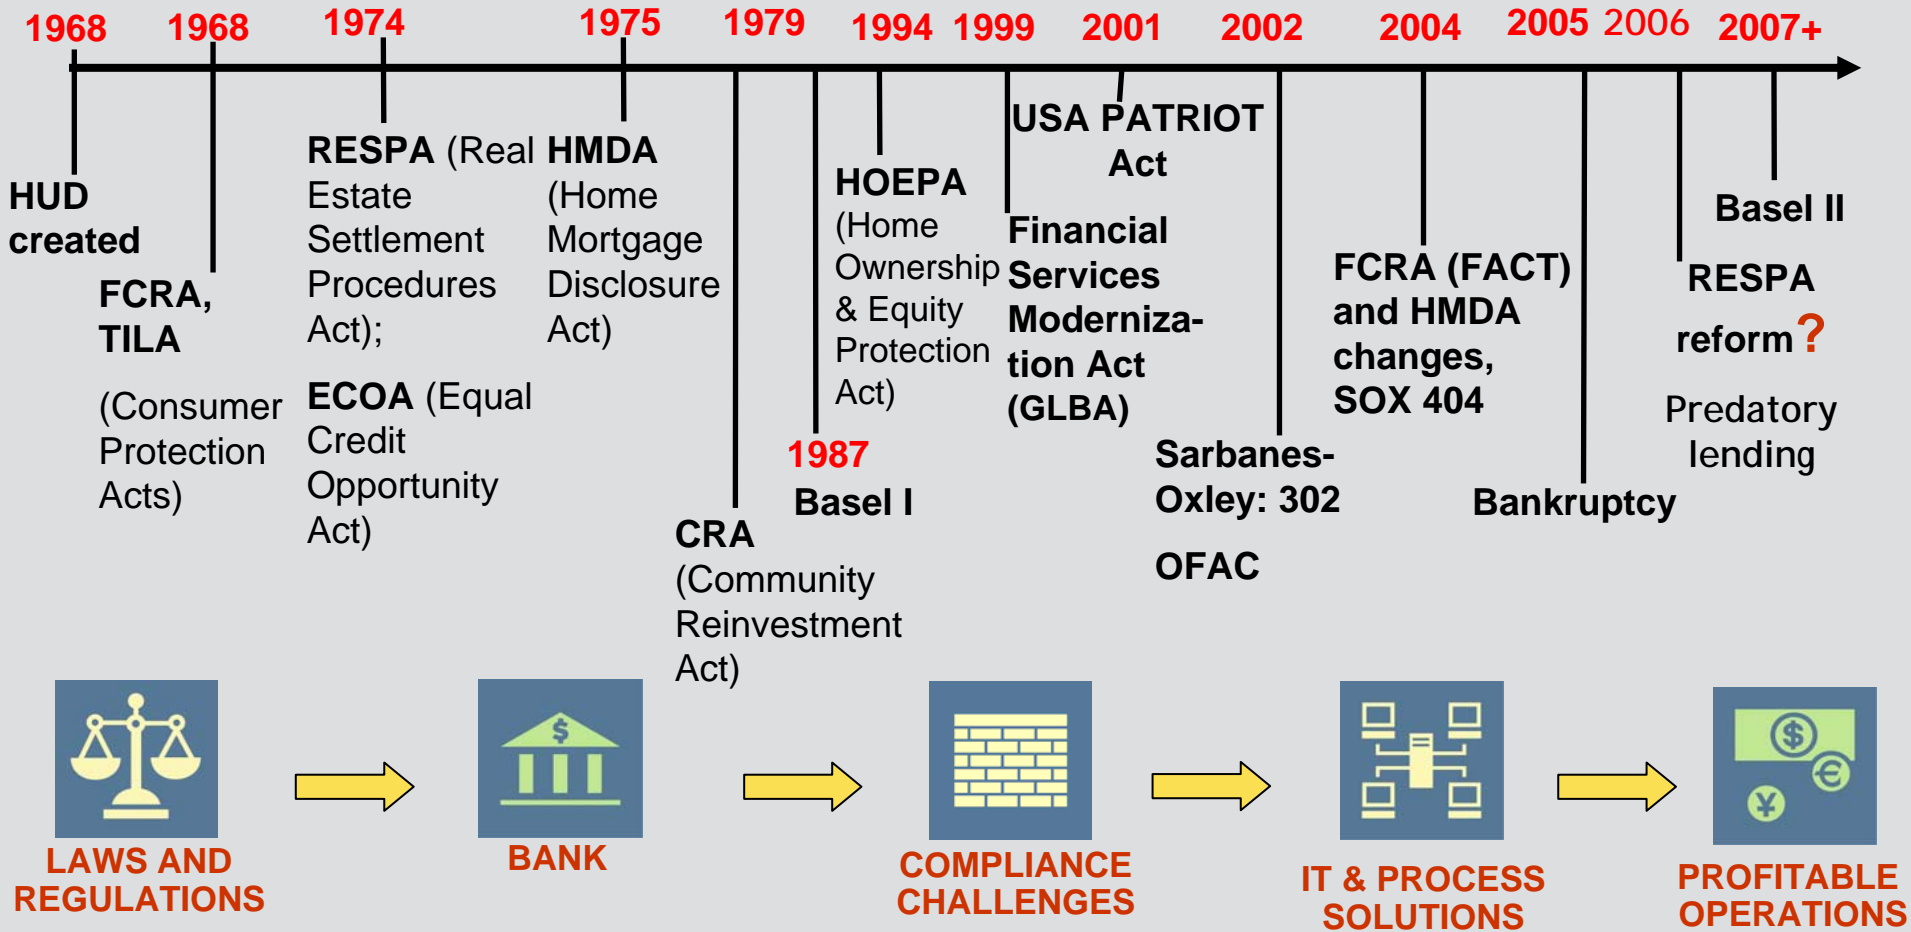 1968 1968 1974 1975 1979 1994 1999 2001 2002 2004 2005 2006 2007+
HUD
created
FCRA,
TILA
(Consumer
Protection
Acts)
RESPA (Real
Estate
Settlement
Procedures
Act);
ECOA (Equal
Credit
Opportunity
Act)
HMDA
(Home
Mortgage
Disclosure
Act)
CRA
(Community
Reinvestment
Act)
1987
Basel I
HOEPA
(Home
Ownership
& Equity
Protection
Act)
Financial
Services
Moderniza-
tion Act
(GLBA)
USA PATRIOT
Act
Sarbanes-
Oxley: 302
OFAC
FCRA (FACT)
and HMDA
changes,
SOX 404
Bankruptcy
RESPA
reform?
Predatory
lending
Basel II
$
$
€
¥
LAWS AND
REGULATIONS
BANK
COMPLIANCE
CHALLENGES
IT & PROCESS
SOLUTIONS
PROFITABLE
OPERATIONS